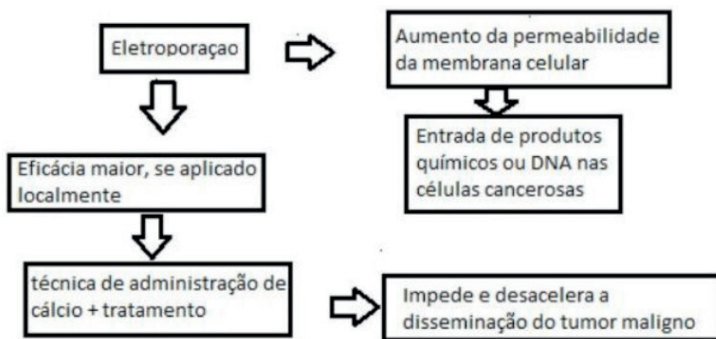 Eletroporaçao
Aumento da permeabilidade
da membrana celular
Entrada de produtos
químicos ou DNA nas
células cancerosas
Eficácia maior, se aplicado
localmente
técnica de administração de
cálcio + tratamento
Impede e desacelera a
disseminação do tumor maligno